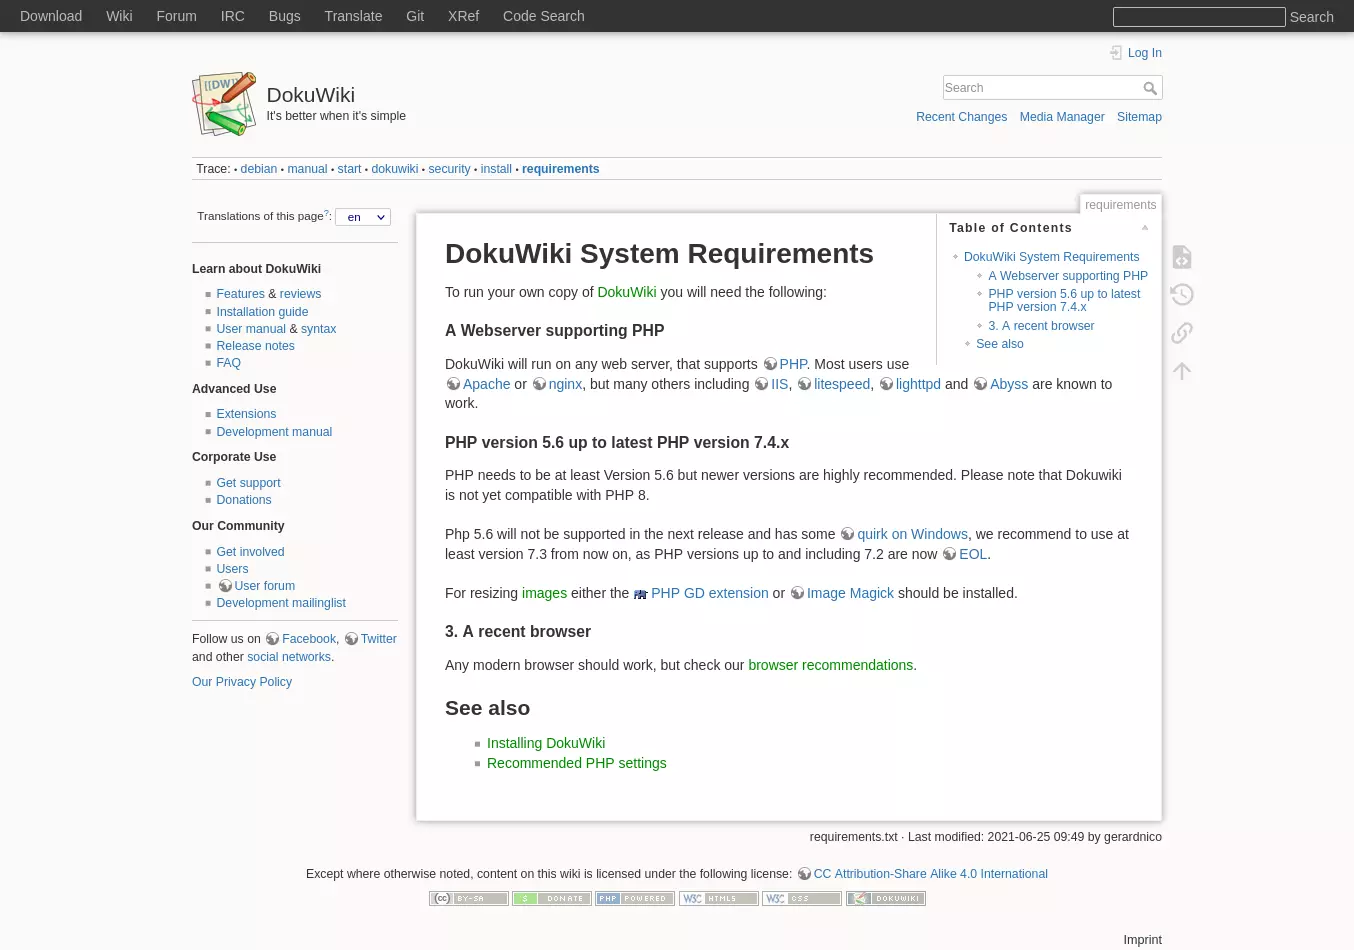 Download Wiki Forum IRC Bugs Translate Git XRef Code Search Search
Log In
[[DW]]
DokuWiki
It's better when it's simple
Search
Recent Changes Media Manager Sitemap
Trace: • debian • manual • start • dokuwiki • security • install • requirements
Translations of this page?: en
Learn about DokuWiki
Features & reviews
Installation guide
User manual & syntax
Release notes
FAQ
Advanced Use
Extensions
Development manual
Corporate Use
Get support
Donations
Our Community
Get involved
Users
User forum
Development mailinglist
Follow us on Facebook, Twitter
and other social networks.
Our Privacy Policy
requirements
Table of Contents
DokuWiki System Requirements
A Webserver supporting PHP
PHP version 5.6 up to latest
PHP version 7.4.x
3. A recent browser
See also
DokuWiki System Requirements
To run your own copy of DokuWiki you will need the following:
A Webserver supporting PHP
DokuWiki will run on any web server, that supports PHP. Most users use
Apache or nginx, but many others including IIS, litespeed, lighttpd and Abyss are known to
work.
PHP version 5.6 up to latest PHP version 7.4.x
PHP needs to be at least Version 5.6 but newer versions are highly recommended. Please note that Dokuwiki
is not yet compatible with PHP 8.
Php 5.6 will not be supported in the next release and has some quirk on Windows, we recommend to use at
least version 7.3 from now on, as PHP versions up to and including 7.2 are now EOL.
For resizing images either the PHP GD extension or Image Magick should be installed.
3. A recent browser
Any modern browser should work, but check our browser recommendations.
See also
Installing DokuWiki
Recommended PHP settings
requirements.txt · Last modified: 2021-06-25 09:49 by gerardnico
Except where otherwise noted, content on this wiki is licensed under the following license: CC Attribution-Share Alike 4.0 International
cc BY-SA $ DONATE PHP POWERED W3C HTML5 W3C CSS DOKUWIKI
Imprint